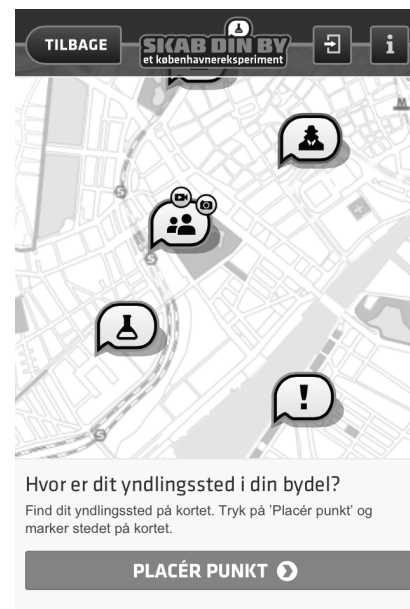 TILBAGE
SKAB DIN BY
et københavnereksperiment
Hvor er dit yndlingssted i din bydel?
Find dit yndlingssted på kortet. Tryk på 'Placér punkt' og
marker stedet på kortet.
PLACÉR PUNKT